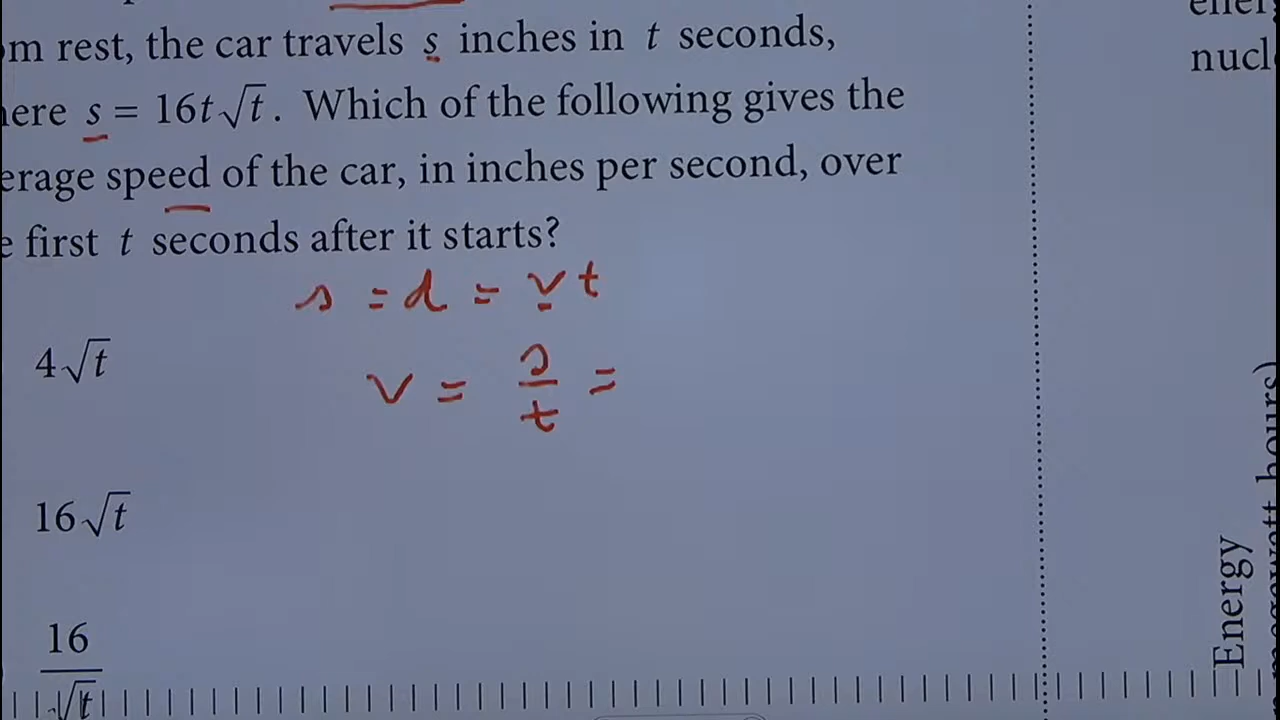 om rest, the car travels s inches in t seconds,
here s = 16t√t. Which of the following gives the
erage speed of the car, in inches per second, over
e first t seconds after it starts?
s = d = vt
4√t
v = s/t =
16√t
16/√t
nucl
Energy